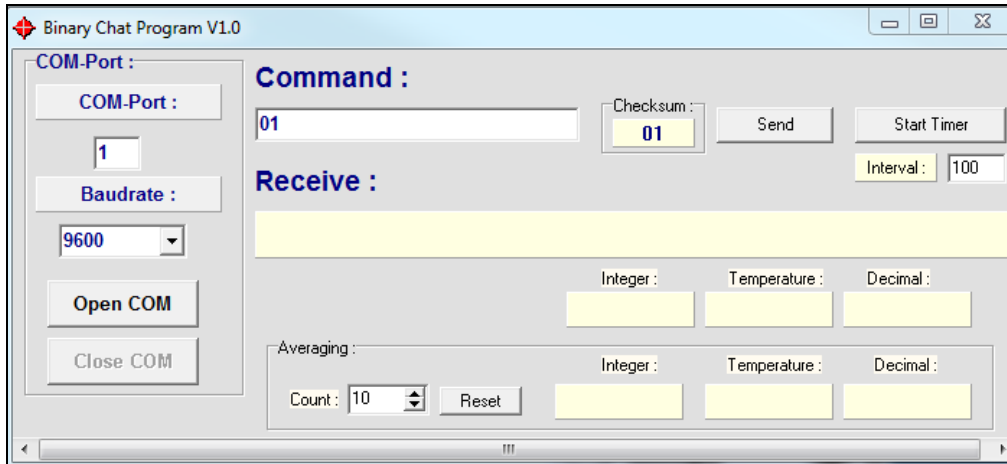 Binary Chat Program V1.0
COM-Port :
COM-Port :
1
Baudrate :
9600
Open COM
Close COM
Command :
01
Checksum :
01
Send
Start Timer
Interval :
100
Receive :
Integer :
Temperature :
Decimal :
Averaging :
Count :
10
Reset
Integer :
Temperature :
Decimal :